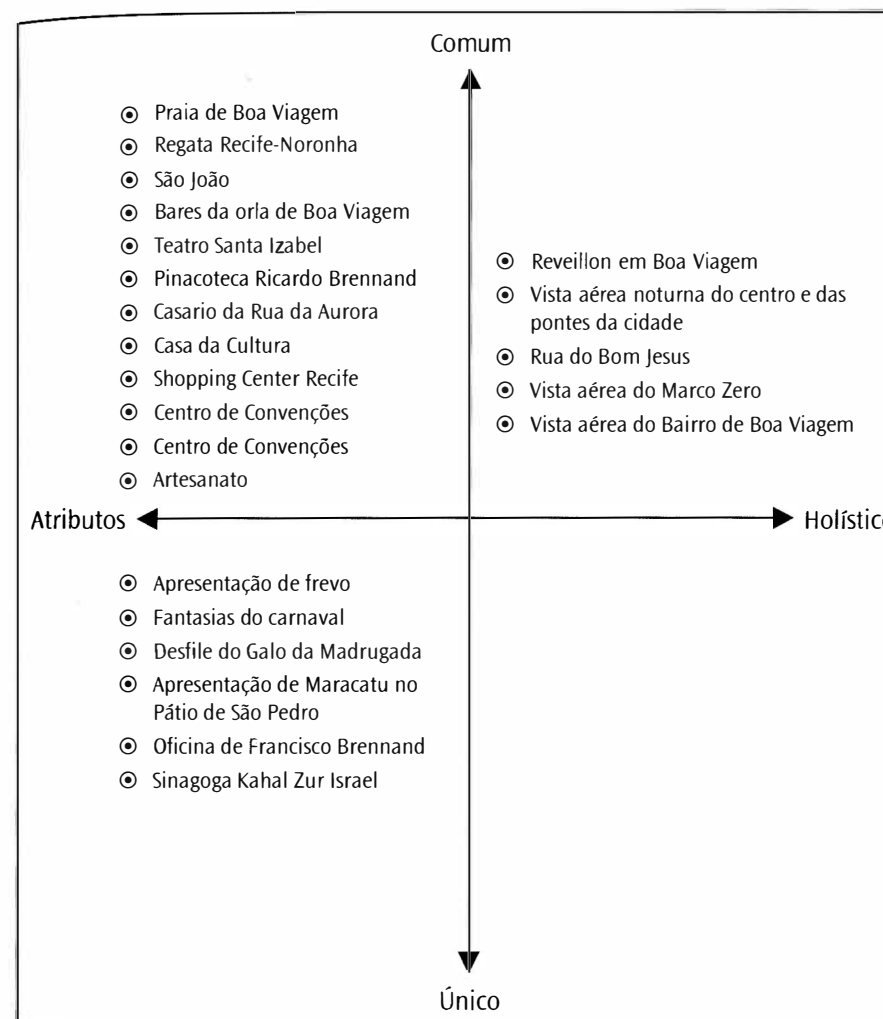 Comum
Praia de Boa Viagem
Regata Recife-Noronha
São João
Bares da orla de Boa Viagem
Teatro Santa Izabel
Pinacoteca Ricardo Brennand
Casario da Rua da Aurora
Casa da Cultura
Shopping Center Recife
Centro de Convenções
Centro de Convenções
Artesanato
Reveillon em Boa Viagem
Vista aérea noturna do centro e das
pontes da cidade
Rua do Bom Jesus
Vista aérea do Marco Zero
Vista aérea do Bairro de Boa Viagem
Atributos
Holístico
Apresentação de frevo
Fantasias do carnaval
Desfile do Galo da Madrugada
Apresentação de Maracatu no
Pátio de São Pedro
Oficina de Francisco Brennand
Sinagoga Kahal Zur Israel
Único